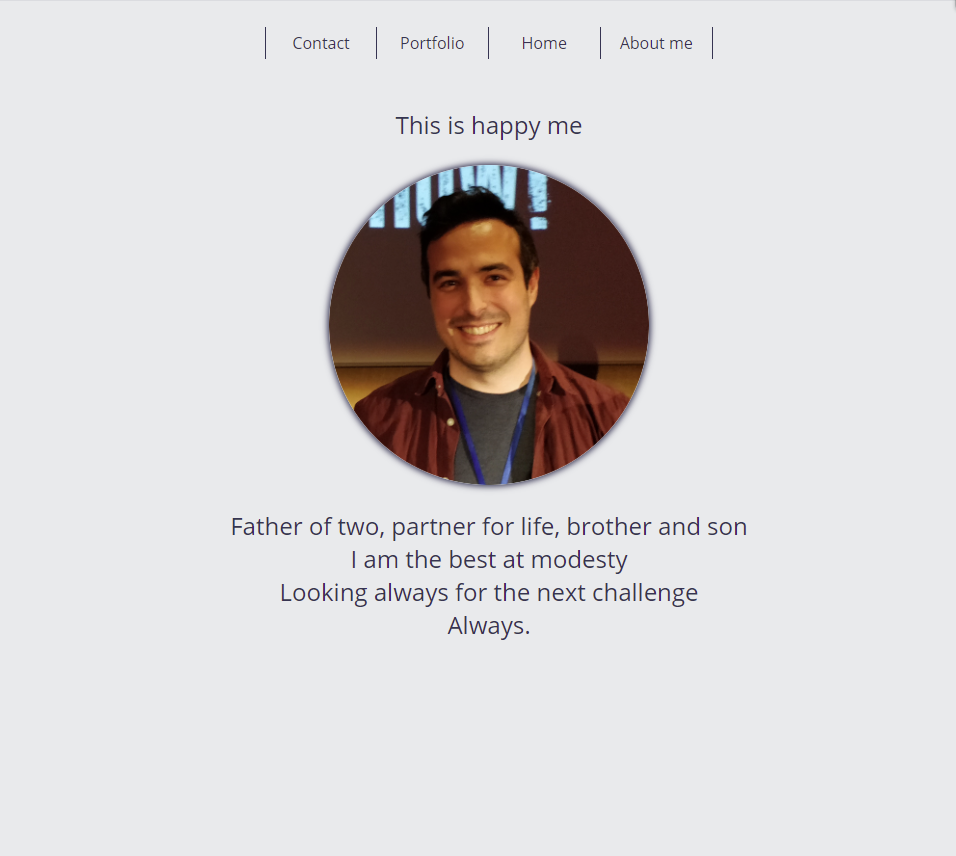 Contact Portfolio Home About me
This is happy me
NOW!
Father of two, partner for life, brother and son
I am the best at modesty
Looking always for the next challenge
Always.